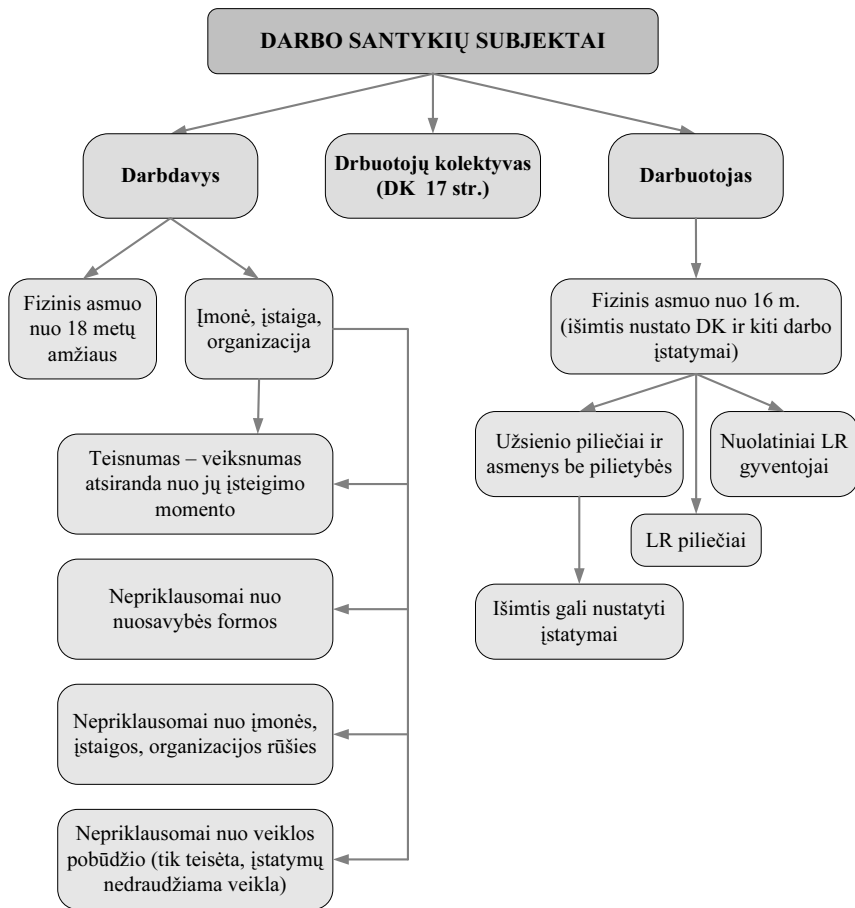 DARBO SANTYKIŲ SUBJEKTAI
Darbdavys
Drbuotojų kolektyvas
(DK 17 str.)
Darbuotojas
Fizinis asmuo
nuo 18 metų
amžiaus
Įmonė, įstaiga,
organizacija
Fizinis asmuo nuo 16 m.
(išimtis nustato DK ir kiti darbo
įstatymai)
Teisnumas – veiksnumas
atsiranda nuo jų įsteigimo
momento
Užsienio piliečiai ir
asmenys be pilietybės
Nuolatiniai LR
gyventojai
LR piliečiai
Nepriklausomai nuo
nuosavybės formos
Išimtis gali nustatyti
įstatymai
Nepriklausomai nuo įmonės,
įstaigos, organizacijos rūšies
Nepriklausomai nuo veiklos
pobūdžio (tik teisėta, įstatymų
nedraudžiama veikla)